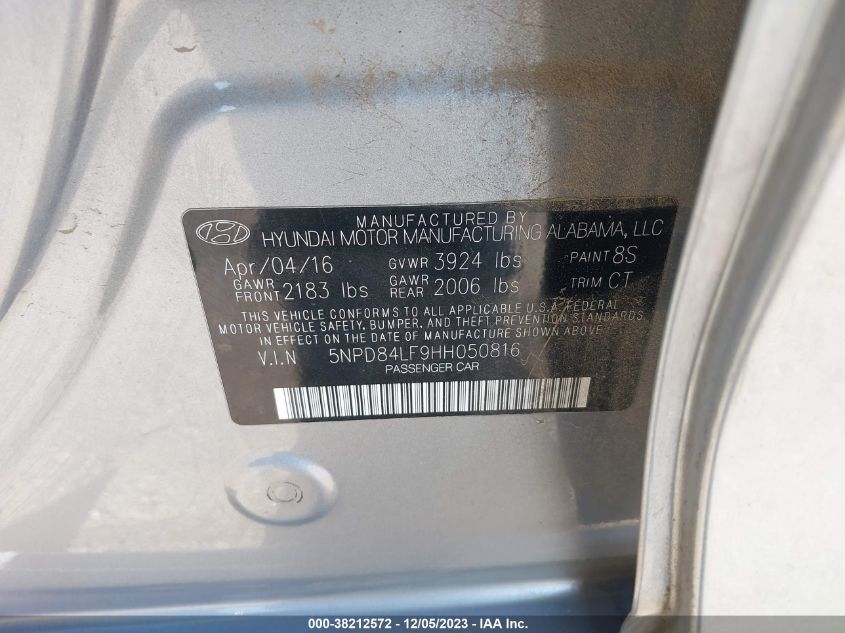 MANUFACTURED BY
HYUNDAI MOTOR MANUFACTURING ALABAMA, LLC
Apr/04/16 GVWR 3924 lbs PAINT 8S
GAWR FRONT 2183 lbs GAWR REAR 2006 lbs TRIM CT
THIS VEHICLE CONFORMS TO ALL APPLICABLE U.S.A FEDERAL
MOTOR VEHICLE SAFETY, BUMPER, AND THEFT PREVENTION STANDARDS
IN EFFECT ON THE DATE OF MANUFACTURE SHOWN ABOVE.
V.I.N 5NPD84LF9HH050816
PASSENGER CAR
000-38212572 - 12/05/2023 - IAA Inc.